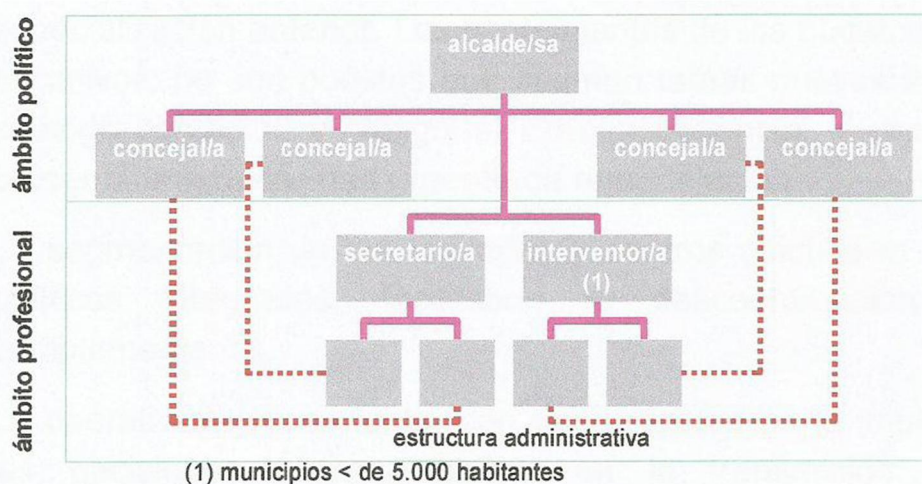 ámbito político
alcalde/sa
concejal/a concejal/a concejal/a concejal/a
ámbito profesional
secretario/a interventor/a
(1)
estructura administrativa
(1) municipios < de 5.000 habitantes